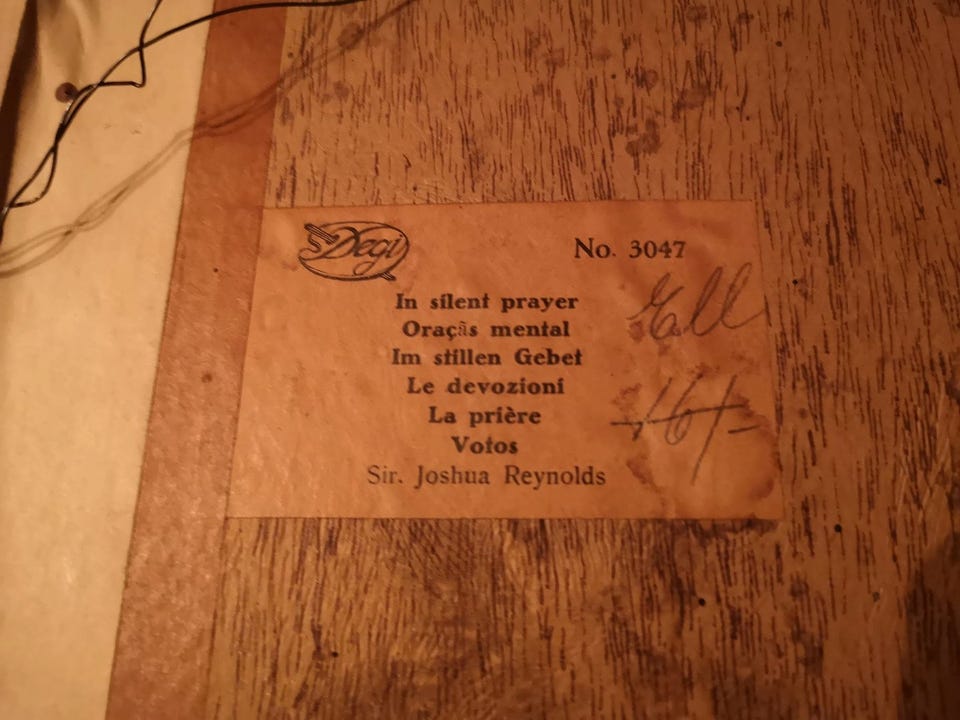 Degi
No. 3047
In silent prayer
Oraçãs mental
Im stillen Gebet
Le devozioni
La prière
Votos
Sir. Joshua Reynolds